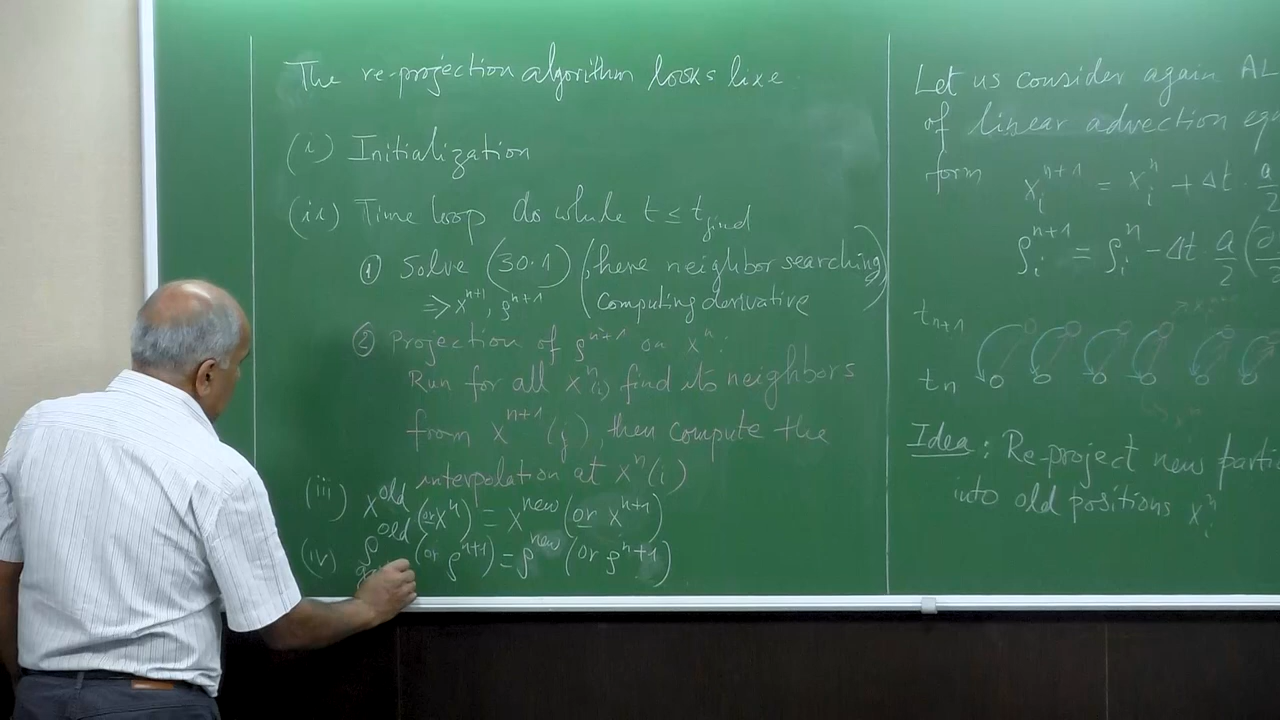 The re-projection algorithm looks like
(i) Initialization
(ii) Time loop do while t ≤ t_final
① Solve (30.1) (here neighbor searching
⇒ x^{n+1}, ρ^{n+1} computing derivative)
② Projection of ρ^{n+1} on x^n:
Run for all x^n_i, find its neighbors
from x^{n+1}(j), then compute the
interpolation at x^n(i)
(iii) x^{old} (or x^n) = x^{new} (or x^{n+1})
ρ^{old} (or ρ^{n+1}) = ρ^{new} (or ρ^{n+1})
(iv)
Let us consider again AL
of linear advection equ
form x_i^{n+1} = x_i^n + Δt · a/2
ρ_i^{n+1} = ρ_i^n − Δt a/2 (∂
t_{n+1}
t_n
Idea: Re-project new parti
into old positions x_i^n